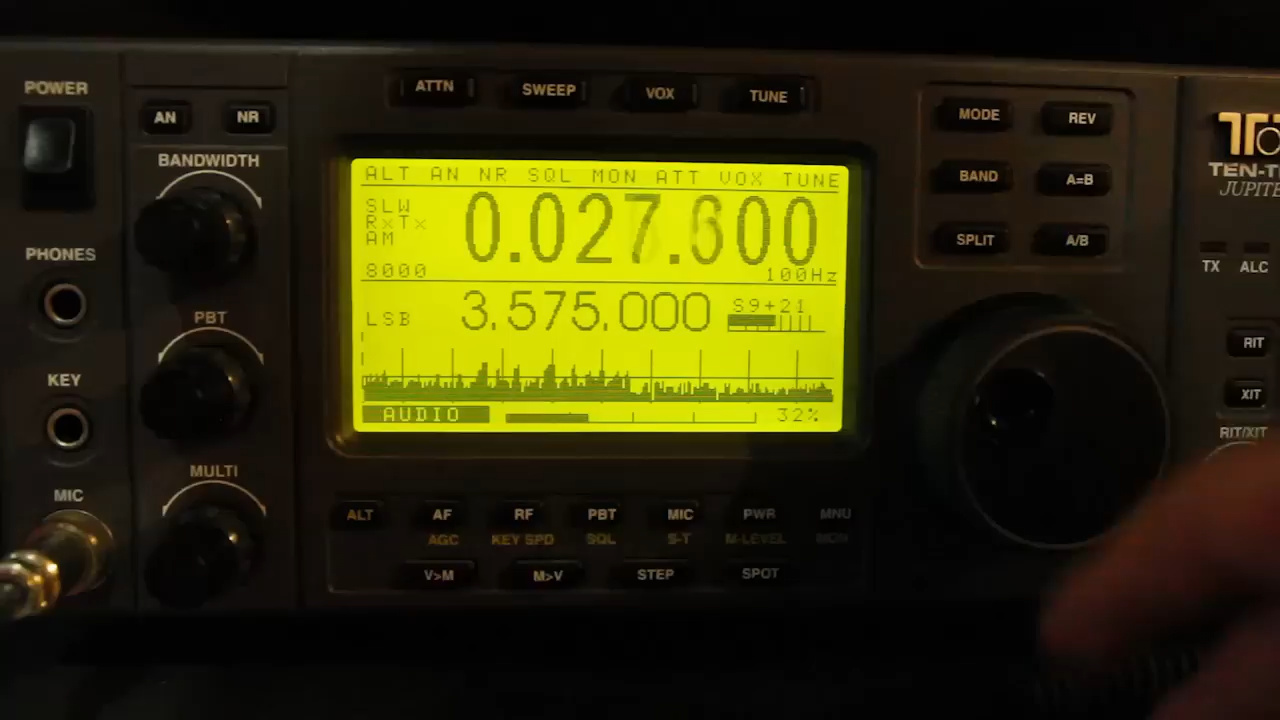 POWER
ATTN SWEEP VOX TUNE
MODE REV
AN NR
BANDWIDTH
BAND A=B
TEN-T
JUPITE
SPLIT A/B
TX ALC
ALT AN NR SQL MON ATT VOX TUNE
SLW
RxTx
AM
0.027.600
8000 100Hz
LSB 3,575,000 S9+21
AUDIO 32%
PHONES
PBT
RIT
KEY
XIT
RIT/XIT
MULTI
MIC
ALT AF RF PBT MIC PWR MNU
AGC KEY SPD SQL S-T M-LEVEL MON
V>M M>V STEP SPOT